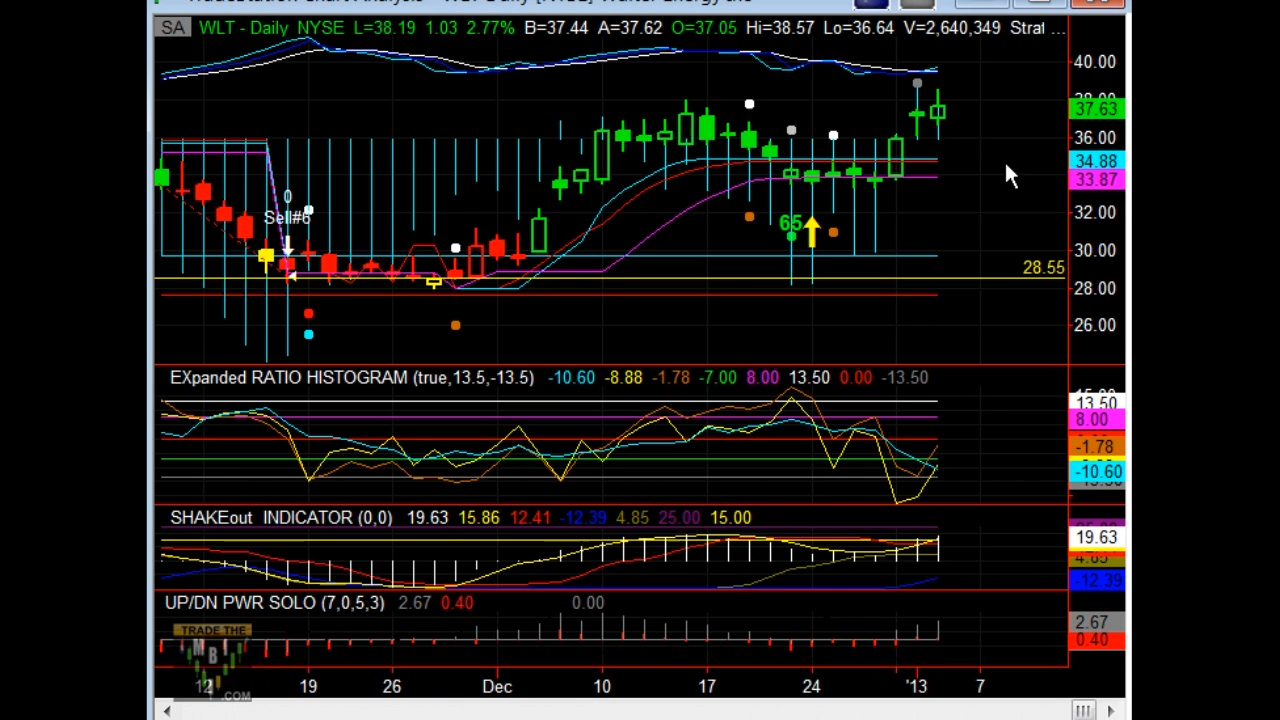 SA WLT - Daily NYSE L=38.19 1.03 2.77% B=37.44 A=37.62 O=37.05 Hi=38.57 Lo=36.64 V=2,640,349 Strat ...
40.00
37.63
36.00
34.88
33.87
32.00
30.00
28.55
28.00
26.00
0
Sell#6
65
EXpanded RATIO HISTOGRAM (true,13.5,-13.5) -10.60 -8.88 -1.78 -7.00 8.00 13.50 0.00 -13.50
13.50
8.00
-1.78
-10.60
SHAKEout INDICATOR (0,0) 19.63 15.86 12.41 -12.39 4.85 25.00 15.00
19.63
4.85
-12.39
UP/DN PWR SOLO (7,0,5,3) 2.67 0.40 0.00
2.67
0.40
TRADE THE
M
B
.COM
12 19 26 Dec 10 17 24 '13 7